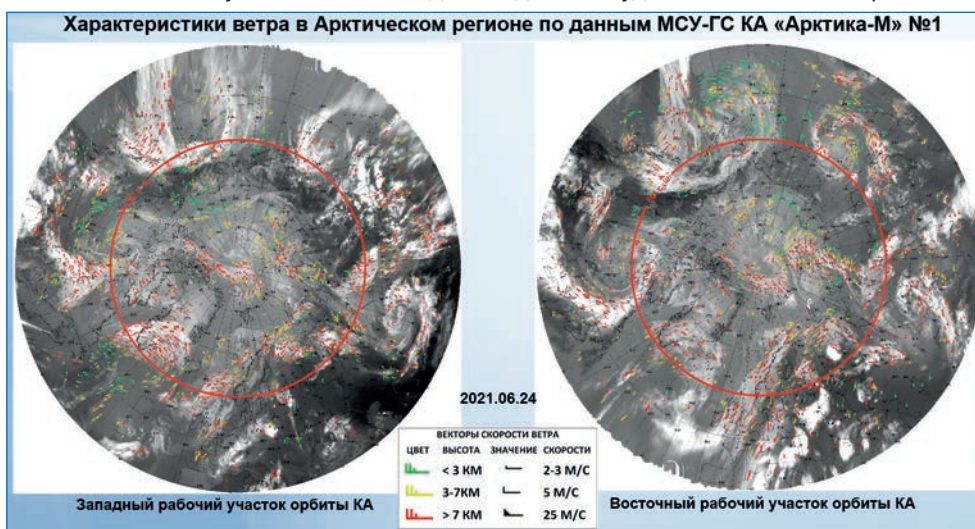 Характеристики ветра в Арктическом регионе по данным МСУ-ГС КА «Арктика-М» №1
2021.06.24
ВЕКТОРЫ СКОРОСТИ ВЕТРА
ЦВЕТ ВЫСОТА ЗНАЧЕНИЕ СКОРОСТИ
< 3 КМ 2-3 М/С
3-7КМ 5 М/С
> 7 КМ 25 М/С
Западный рабочий участок орбиты КА
Восточный рабочий участок орбиты КА